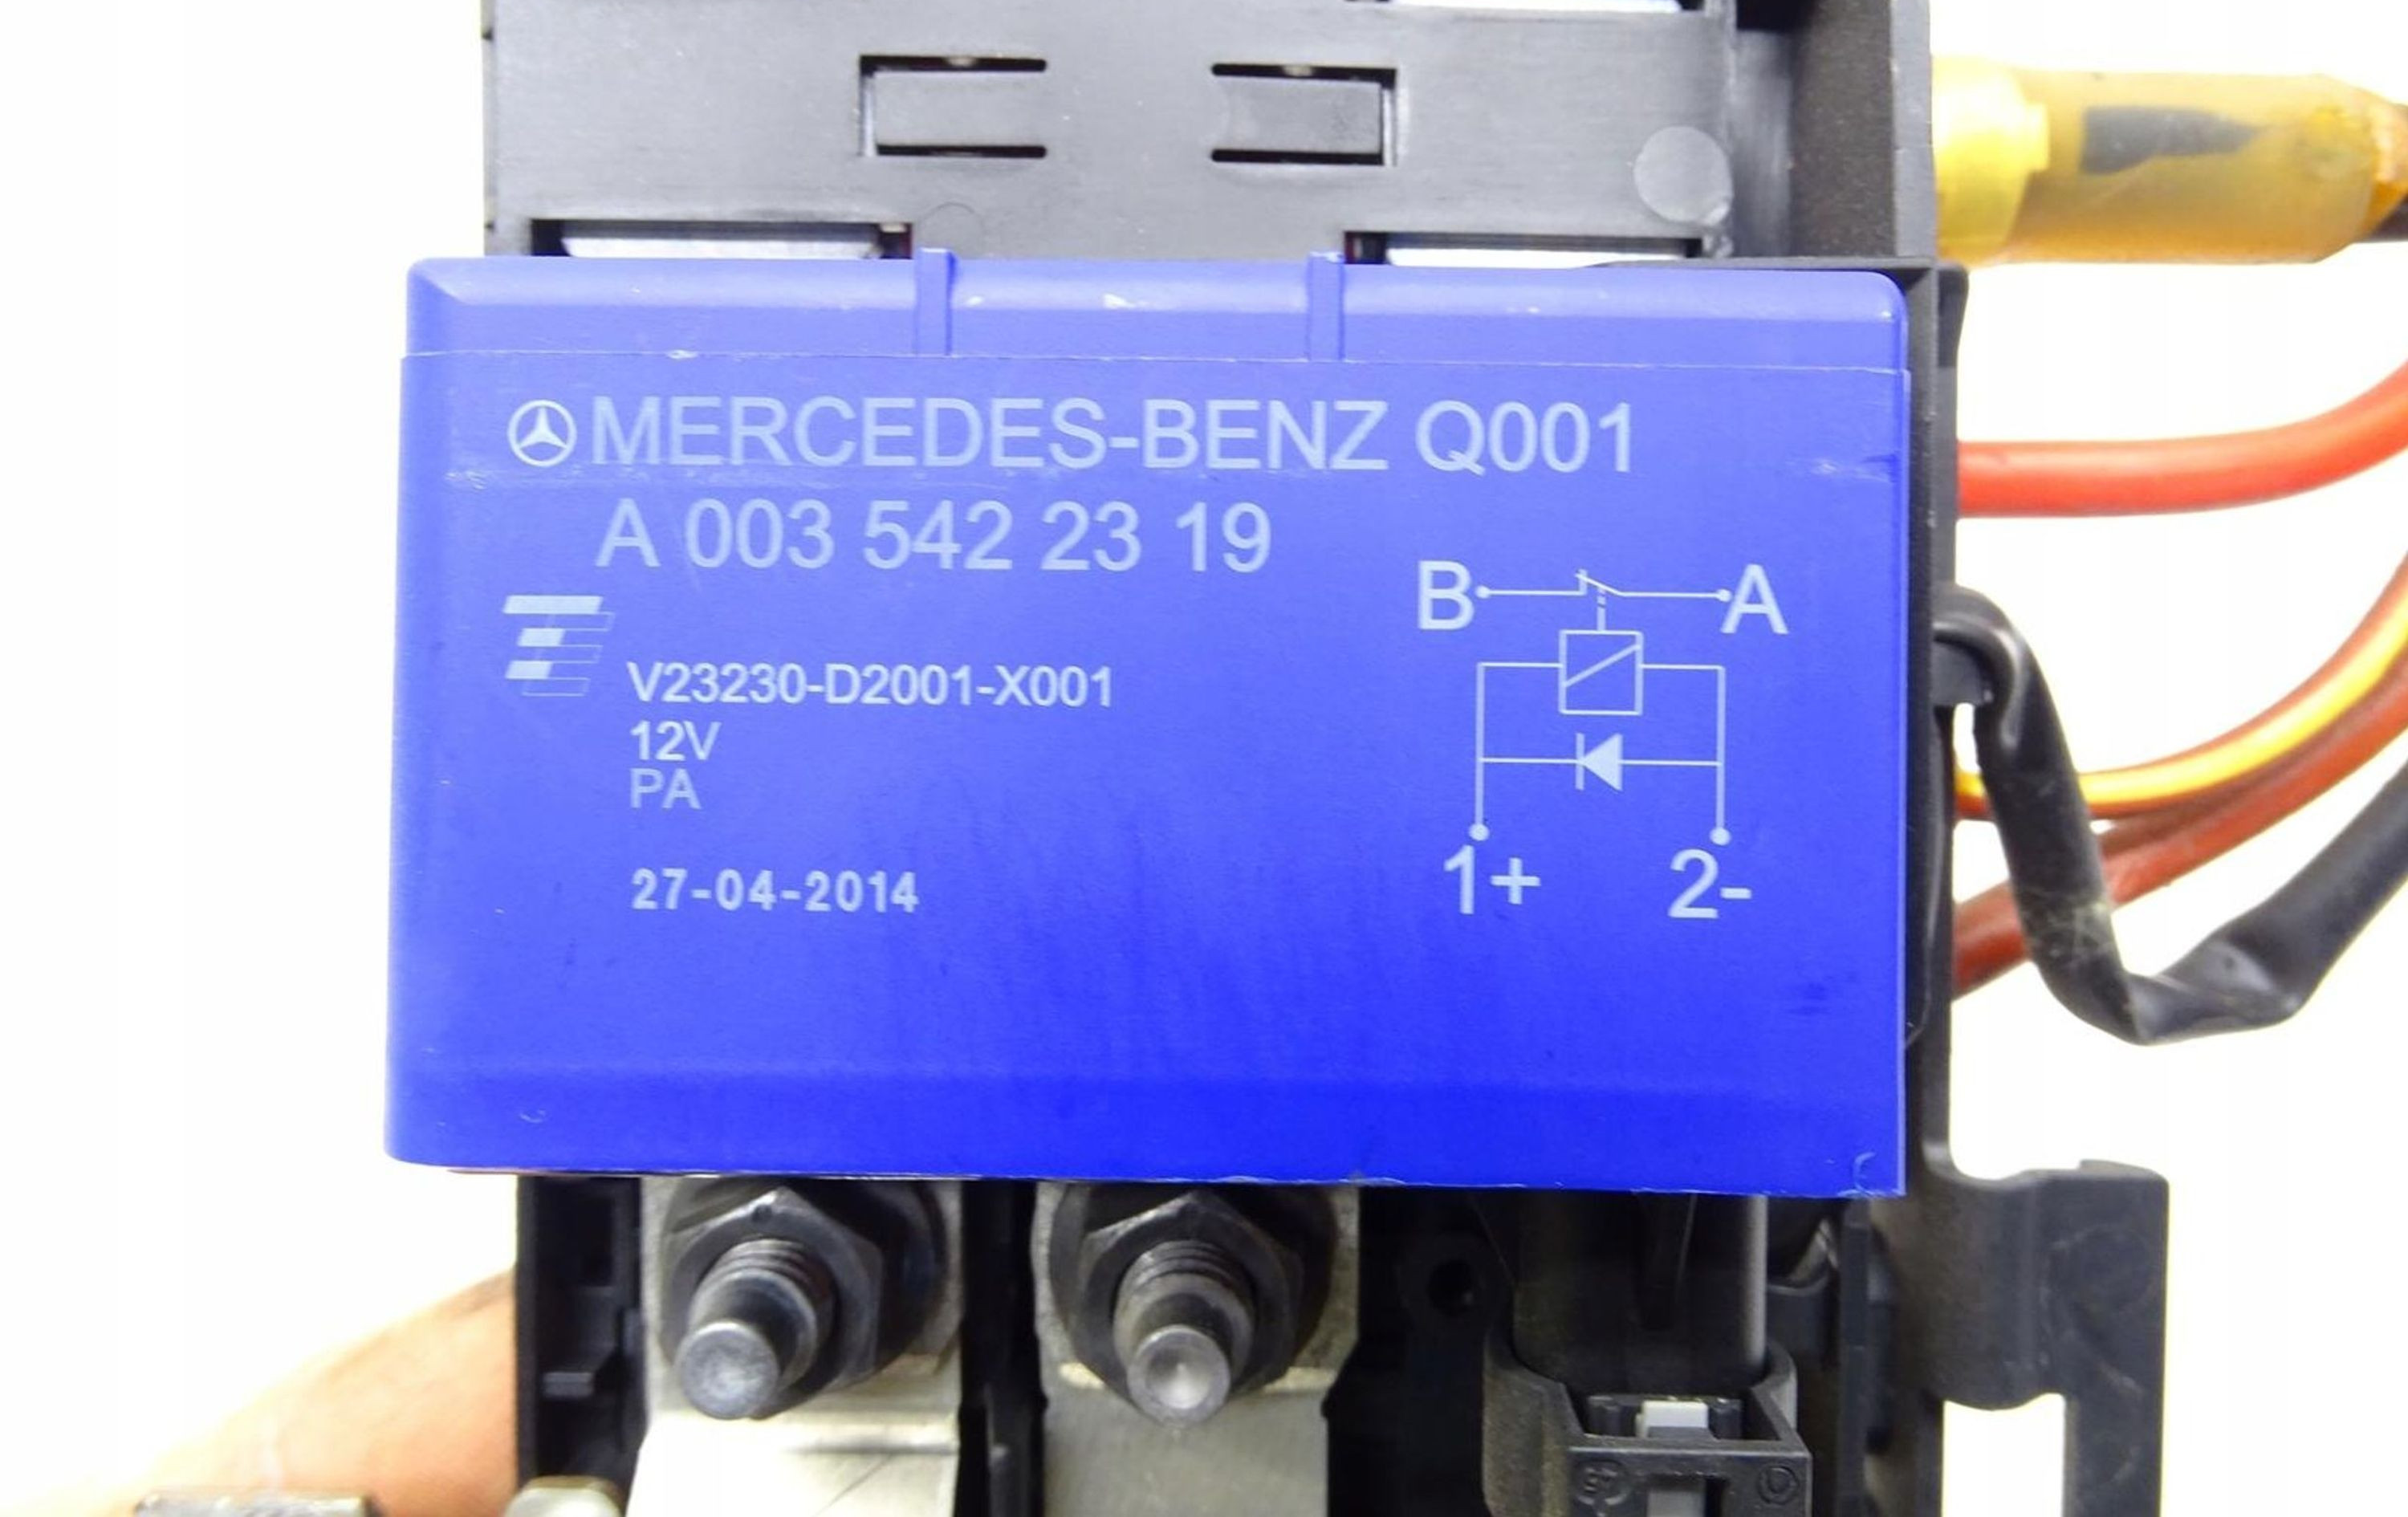 MERCEDES-BENZ Q001
A 003 542 23 19
B A
V23230-D2001-X001
12V
PA
1+ 2-
27-04-2014